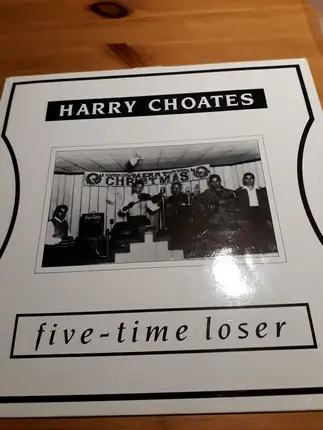 HARRY CHOATES
CHRISTMAS
five-time loser